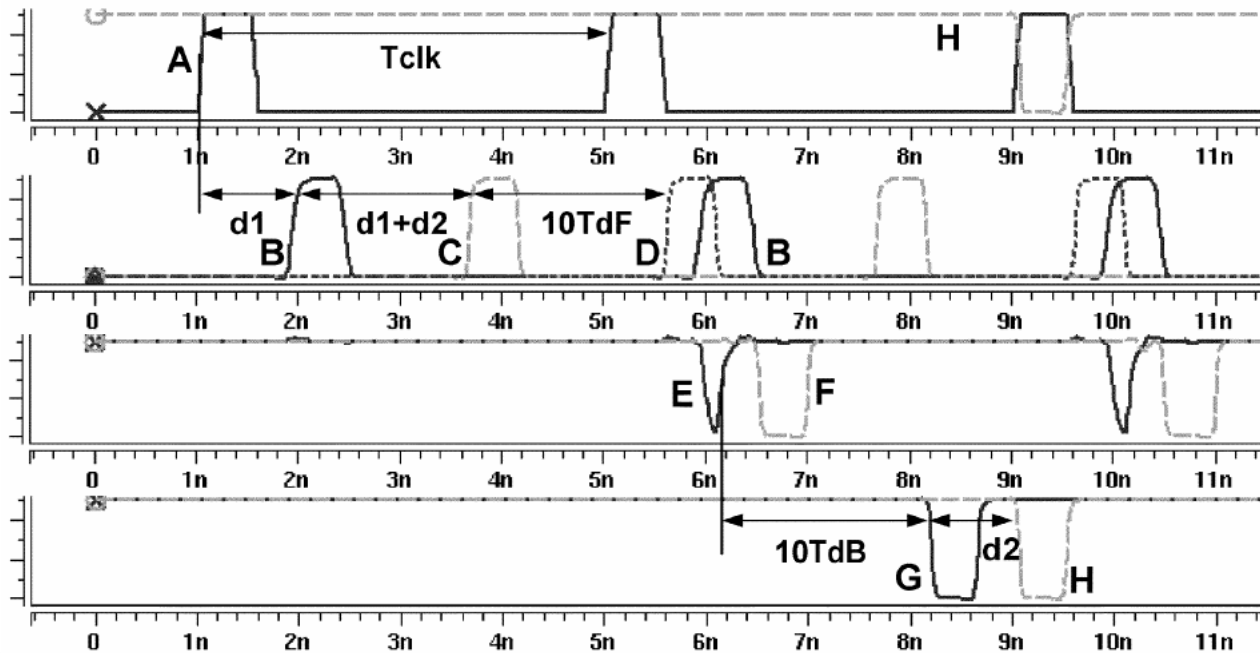 G A Tclk H
0 1n 2n 3n 4n 5n 6n 7n 8n 9n 10n 11n
d1 B d1+d2 C 10TdF D B
0 1n 2n 3n 4n 5n 6n 7n 8n 9n 10n 11n
E F
0 1n 2n 3n 4n 5n 6n 7n 8n 9n 10n 11n
10TdB G d2 H
0 1n 2n 3n 4n 5n 6n 7n 8n 9n 10n 11n